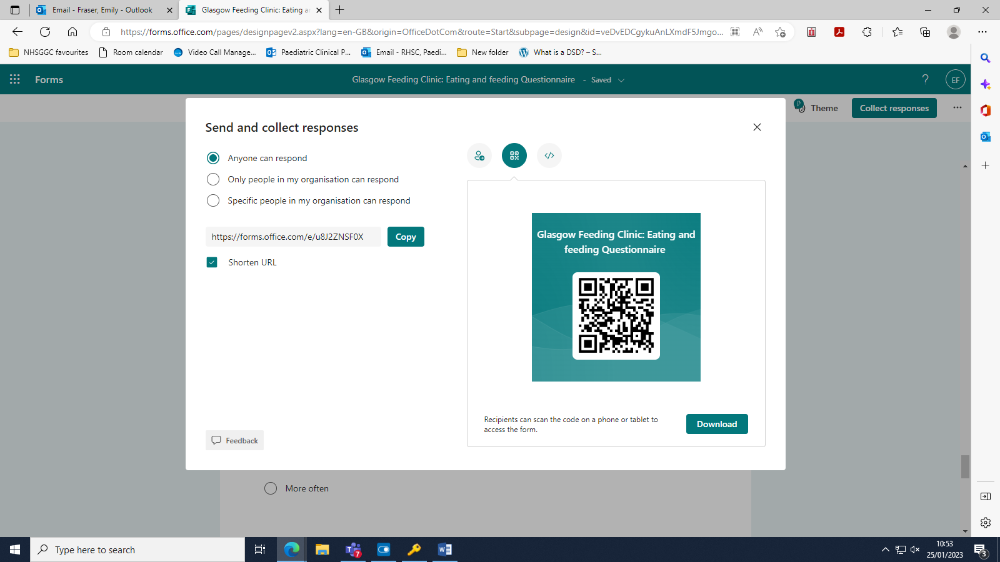 Email - Fraser, Emily - Outlook
Glasgow Feeding Clinic: Eating an
https://forms.office.com/pages/designpagev2.aspx?lang=en-GB&origin=OfficeDotCom&route=Start&subpage=design&id=veDvEDCgykuAnLXmdF5Jmgo...
NHSGGC favourites
Room calendar
Video Call Manage...
Paediatric Clinical P...
Email - RHSC, Paedi...
New folder
What is a DSD? – S...
Forms
Glasgow Feeding Clinic: Eating and feeding Questionnaire - Saved
?
EF
Theme
Collect responses
Send and collect responses
Anyone can respond
Only people in my organisation can respond
Specific people in my organisation can respond
https://forms.office.com/e/u8J2ZNSF0X
Copy
Shorten URL
Glasgow Feeding Clinic: Eating and
feeding Questionnaire
Recipients can scan the code on a phone or tablet to
access the form.
Download
Feedback
More often
Type here to search
7
10:53
25/01/2023
3